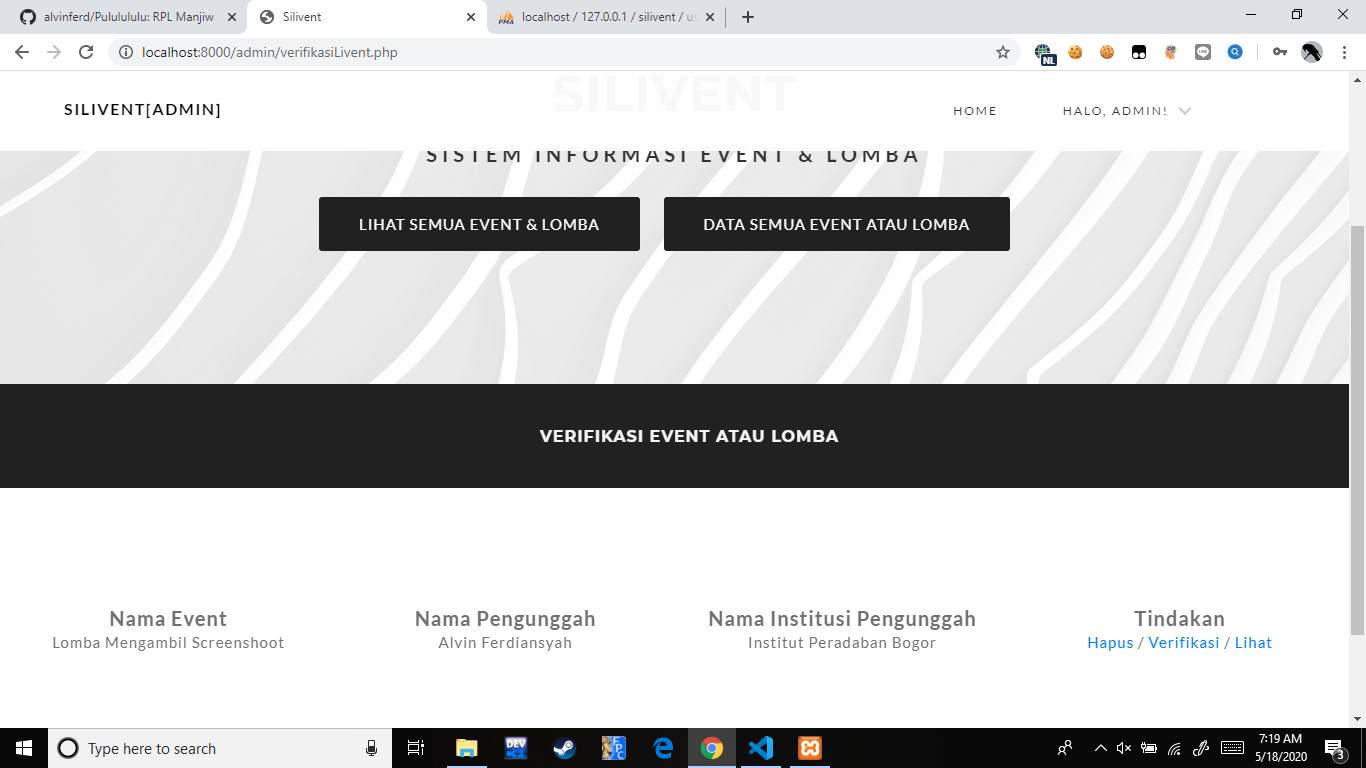 alvinferd/Pulululu: RPL Manjiw
Silivent
localhost / 127.0.0.1 / silivent / us
localhost:8000/admin/verifikasiLivent.php
NL
SILIVENT
SILIVENT[ADMIN]
HOME
HALO, ADMIN!
SISTEM INFORMASI EVENT & LOMBA
LIHAT SEMUA EVENT & LOMBA
DATA SEMUA EVENT ATAU LOMBA
VERIFIKASI EVENT ATAU LOMBA
Nama Event
Nama Pengunggah
Nama Institusi Pengunggah
Tindakan
Lomba Mengambil Screenshoot
Alvin Ferdiansyah
Institut Peradaban Bogor
Hapus / Verifikasi / Lihat
Type here to search
DEV
7:19 AM
5/18/2020
3